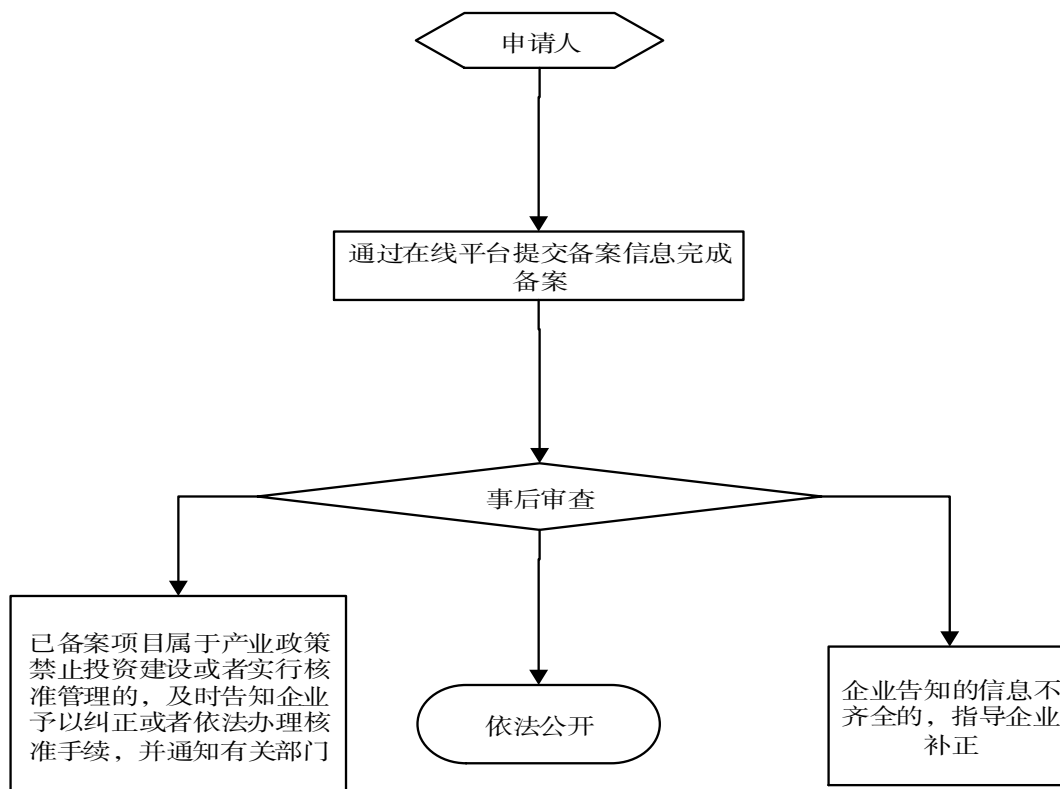 申请人
通过在线平台提交备案信息完成
备案
事后审查
已备案项目属于产业政策
禁止投资建设或者实行核
准管理的，及时告知企业
予以纠正或者依法办理核
准手续，并通知有关部门
依法公开
企业告知的信息不
齐全的，指导企业
补正